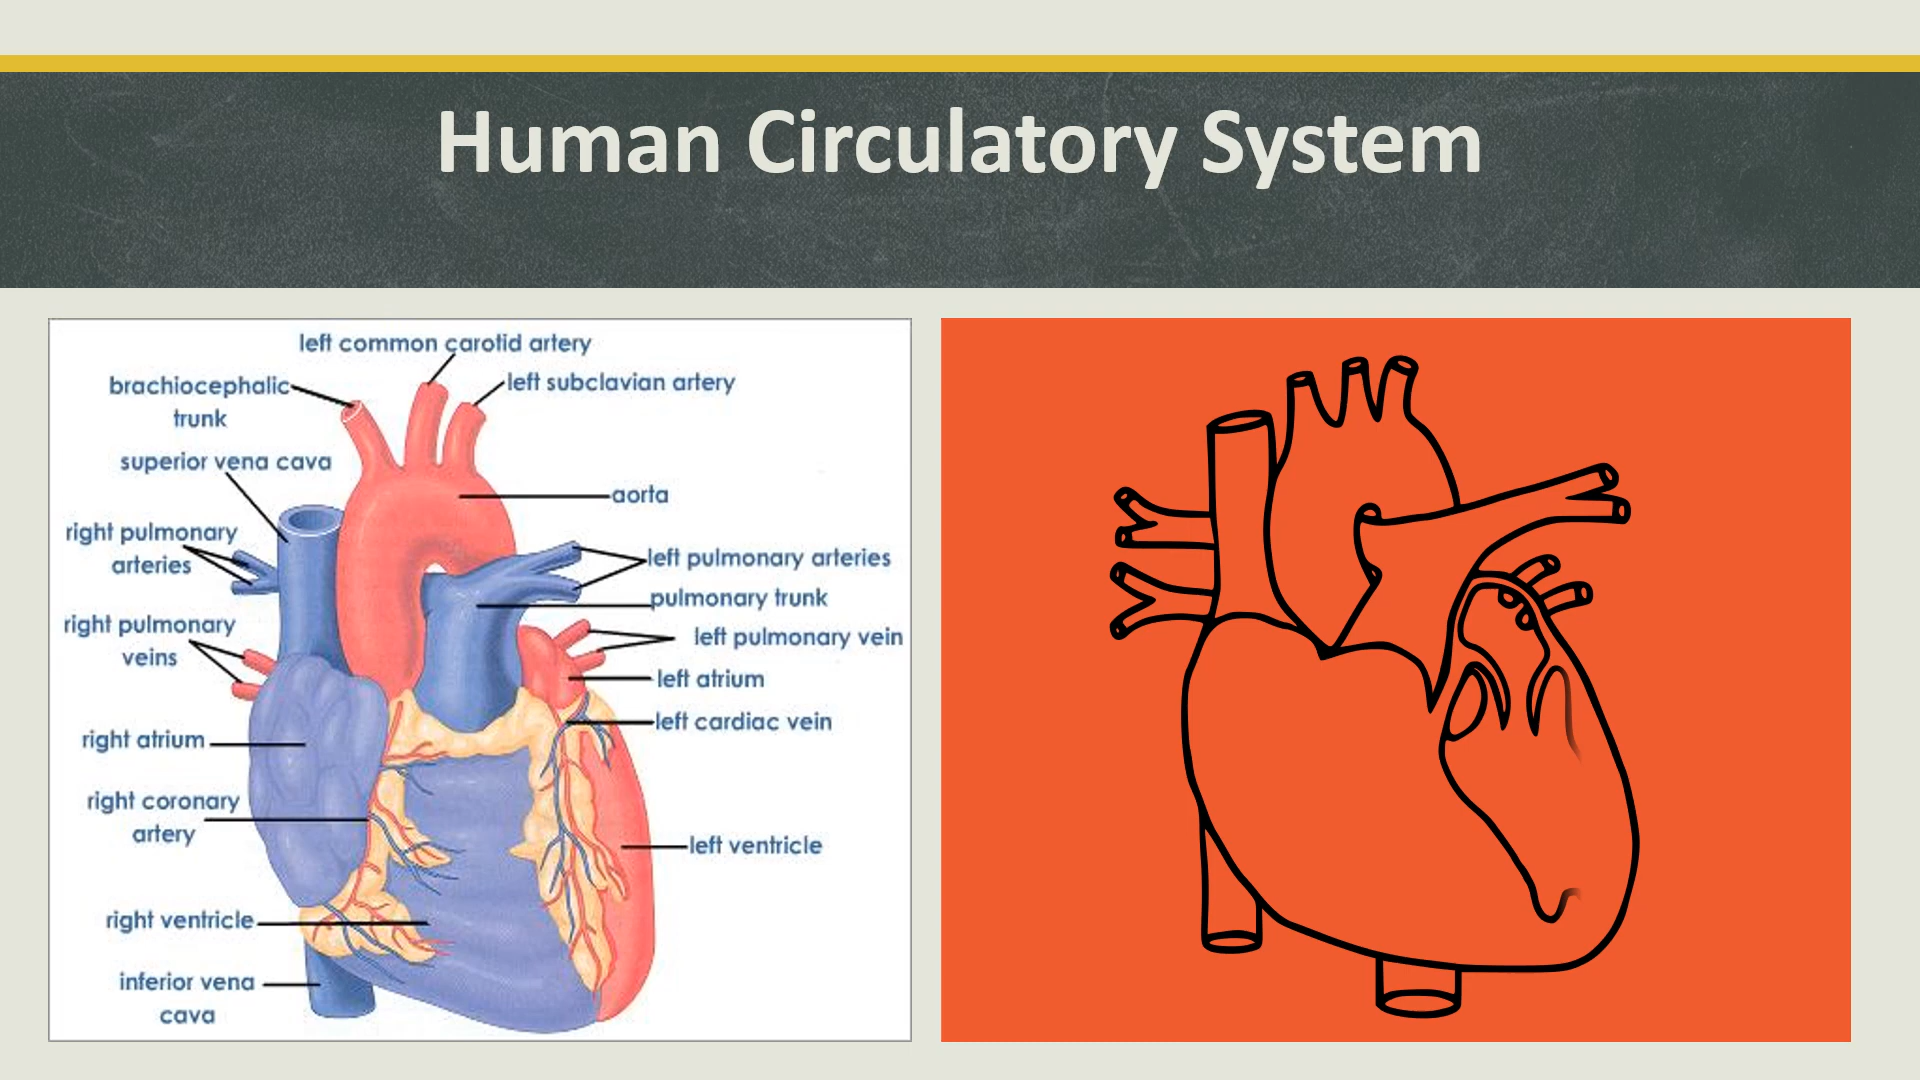 Human Circulatory System
left common carotid artery
brachiocephalic
trunk
left subclavian artery
superior vena cava
aorta
right pulmonary
arteries
left pulmonary arteries
pulmonary trunk
right pulmonary
veins
left pulmonary vein
left atrium
left cardiac vein
right atrium
right coronary
artery
left ventricle
right ventricle
inferior vena
cava